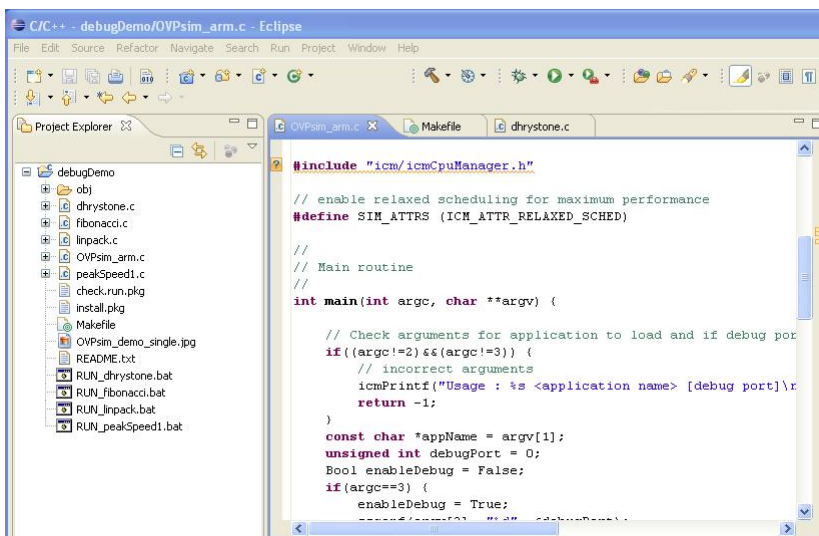 C/C++ - debugDemo/OVPsim_arm.c - Eclipse
File Edit Source Refactor Navigate Search Run Project Window Help
Project Explorer
OVPsim_arm.c Makefile dhrystone.c
debugDemo
obj
dhrystone.c
fibonacci.c
linpack.c
OVPsim_arm.c
peakSpeed1.c
check.run.pkg
install.pkg
Makefile
OVPsim_demo_single.jpg
README.txt
RUN_dhrystone.bat
RUN_fibonacci.bat
RUN_linpack.bat
RUN_peakSpeed1.bat
#include "icm/icmCpuManager.h"
// enable relaxed scheduling for maximum performance
#define SIM_ATTRS (ICM_ATTR_RELAXED_SCHED)
//
// Main routine
//
int main(int argc, char **argv) {
// Check arguments for application to load and if debug por
if((argc!=2)&&(argc!=3)) {
// incorrect arguments
icmPrintf("Usage : %s <application name> [debug port]\n
return -1;
}
const char *appName = argv[1];
unsigned int debugPort = 0;
Bool enableDebug = False;
if(argc==3) {
enableDebug = True;